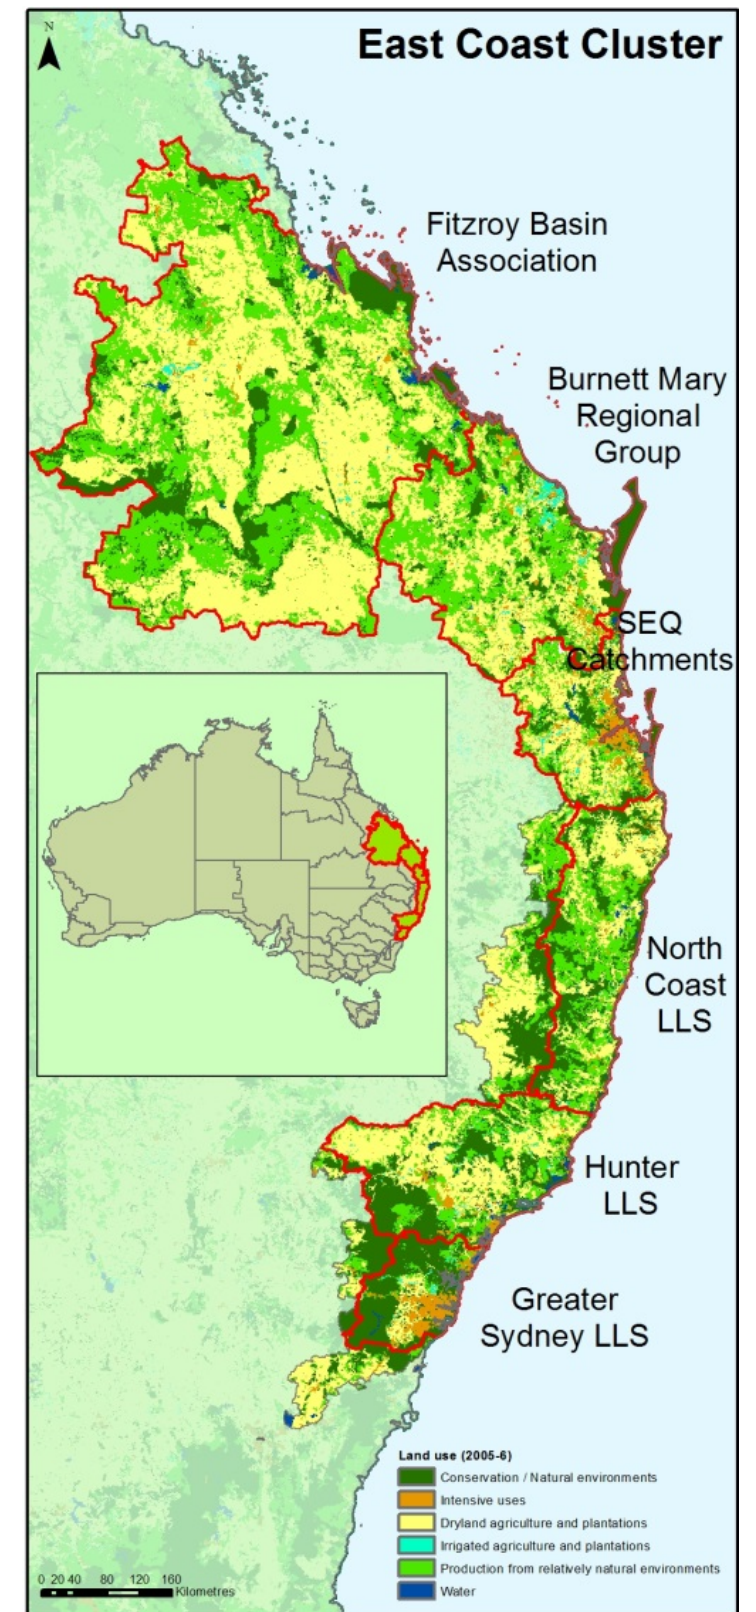 N
East Coast Cluster
Fitzroy Basin
Association
Burnett Mary
Regional
Group
SEQ
Catchments
North
Coast
LLS
Hunter
LLS
Greater
Sydney LLS
Land use (2005-6)
Conservation / Natural environments
Intensive uses
Dryland agriculture and plantations
Irrigated agriculture and plantations
Production from relatively natural environments
Water
0 20 40 80 120 160
Kilometres